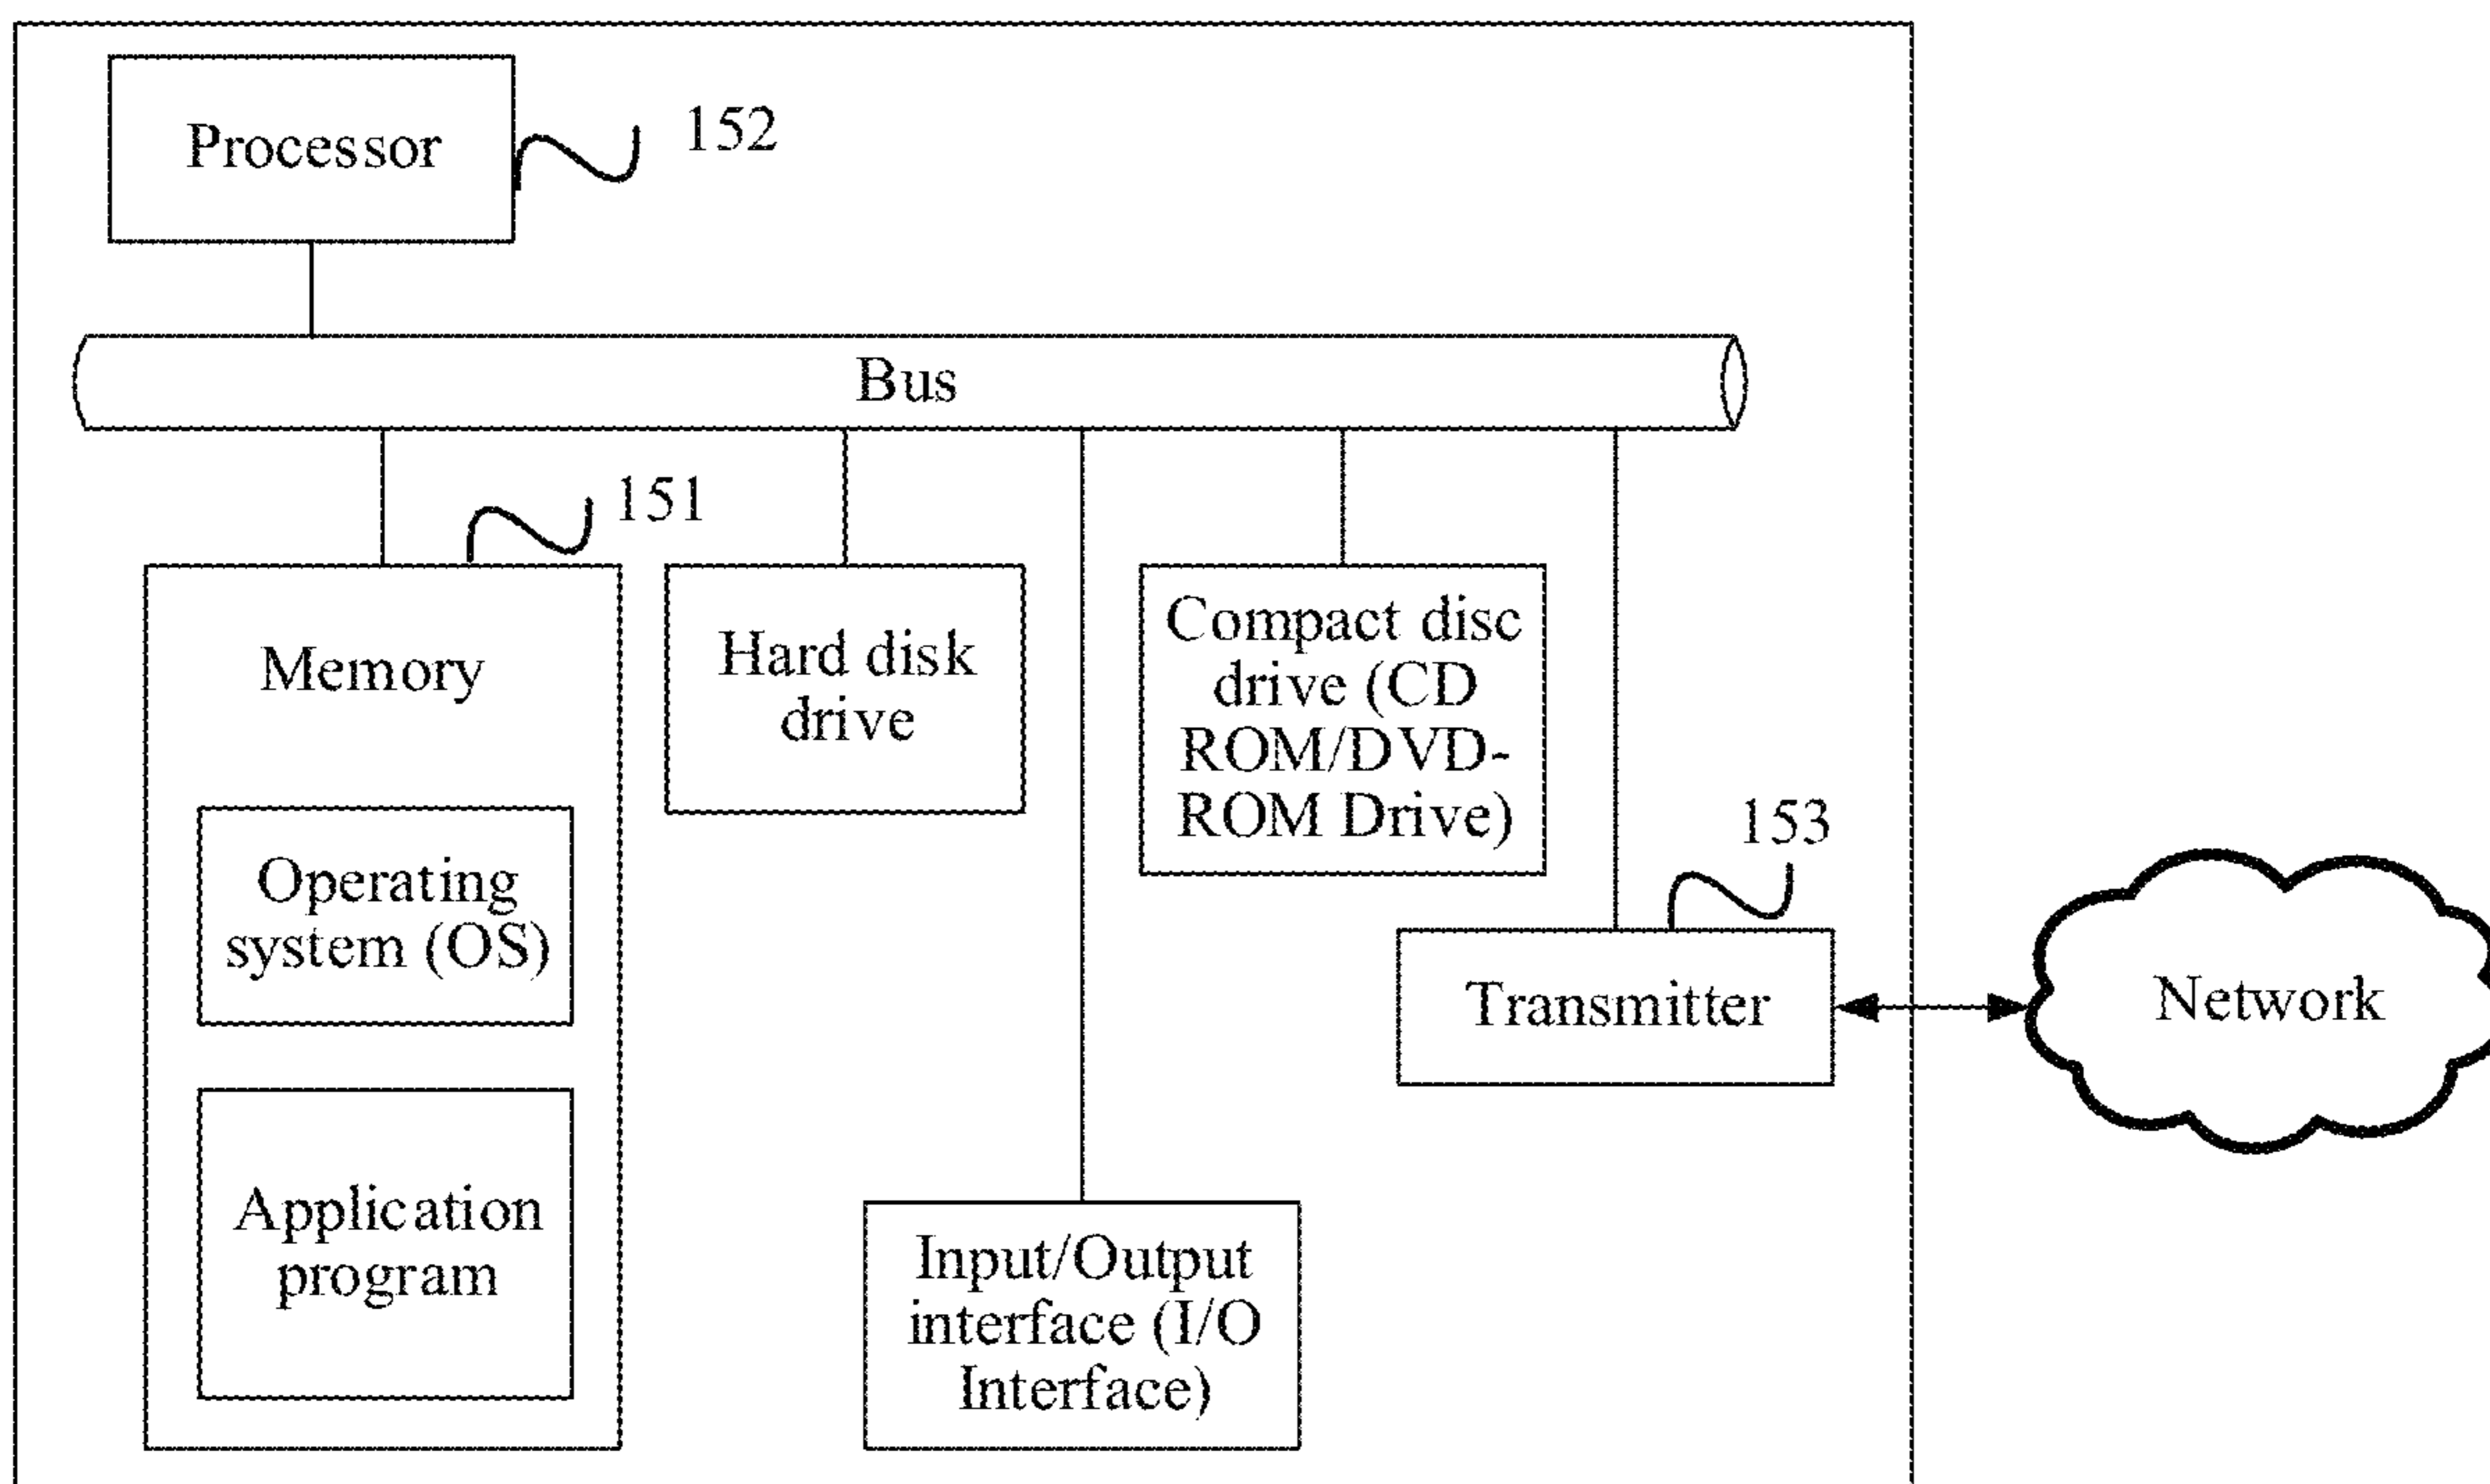 Processor
152
Bus
151
Memory
Hard disk
drive
Compact disc
drive (CD
ROM/DVD-
ROM Drive)
153
Operating
system (OS)
Transmitter
Network
Application
program
Input/Output
interface (I/O
Interface)